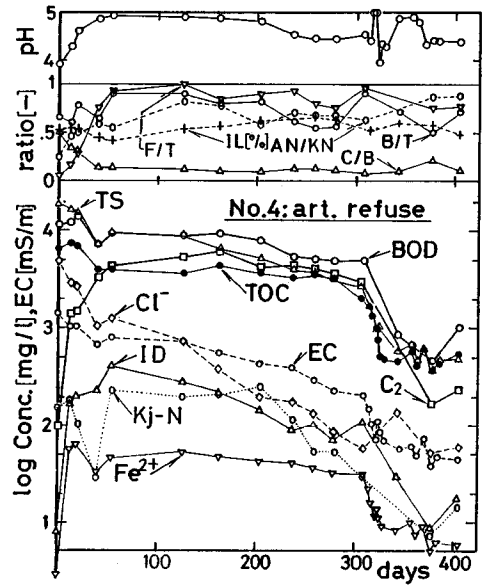 5
pH
4
1
ratio[-]
.5
0
F/T
IL[%]
AN/KN
B/T
C/B
No.4: art. refuse
TS
BOD
TOC
Cl⁻
EC
ID
C₂
Kj-N
Fe²⁺
log Conc.[mg/l], EC[mS/m]
4
3
2
1
0
100
200
300
400
days